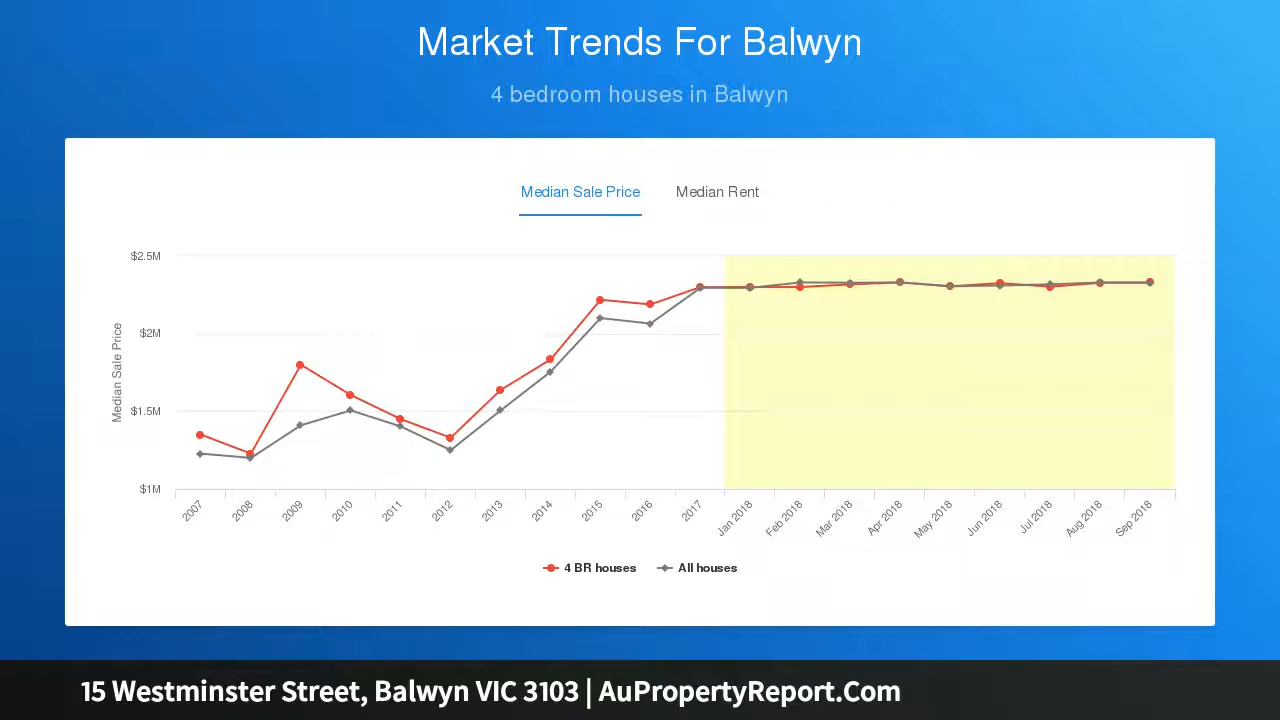 Market Trends For Balwyn
4 bedroom houses in Balwyn
Median Sale Price
Median Rent
$2.5M
$2M
$1.5M
$1M
Median Sale Price
2007
2008
2009
2010
2011
2012
2013
2014
2015
2016
2017
Jan 2018
Feb 2018
Mar 2018
Apr 2018
May 2018
Jun 2018
Jul 2018
Aug 2018
Sep 2018
4 BR houses
All houses
15 Westminster Street, Balwyn VIC 3103 | AuPropertyReport.Com